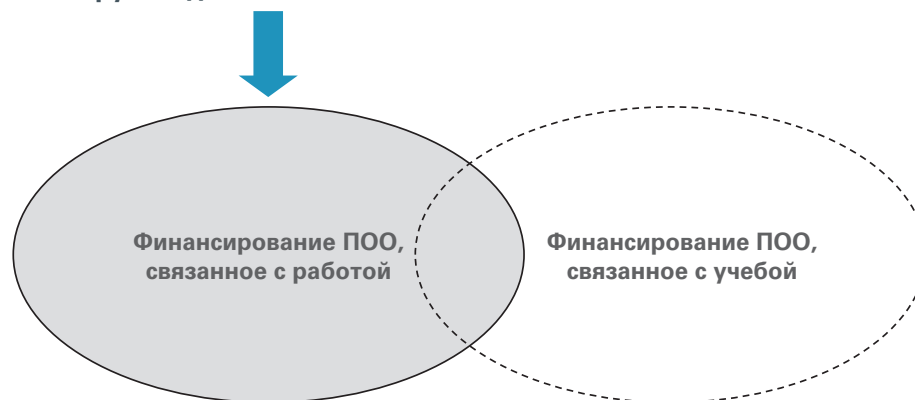 Финансирование ПОО,
связанное с работой
Финансирование ПОО,
связанное с учебой